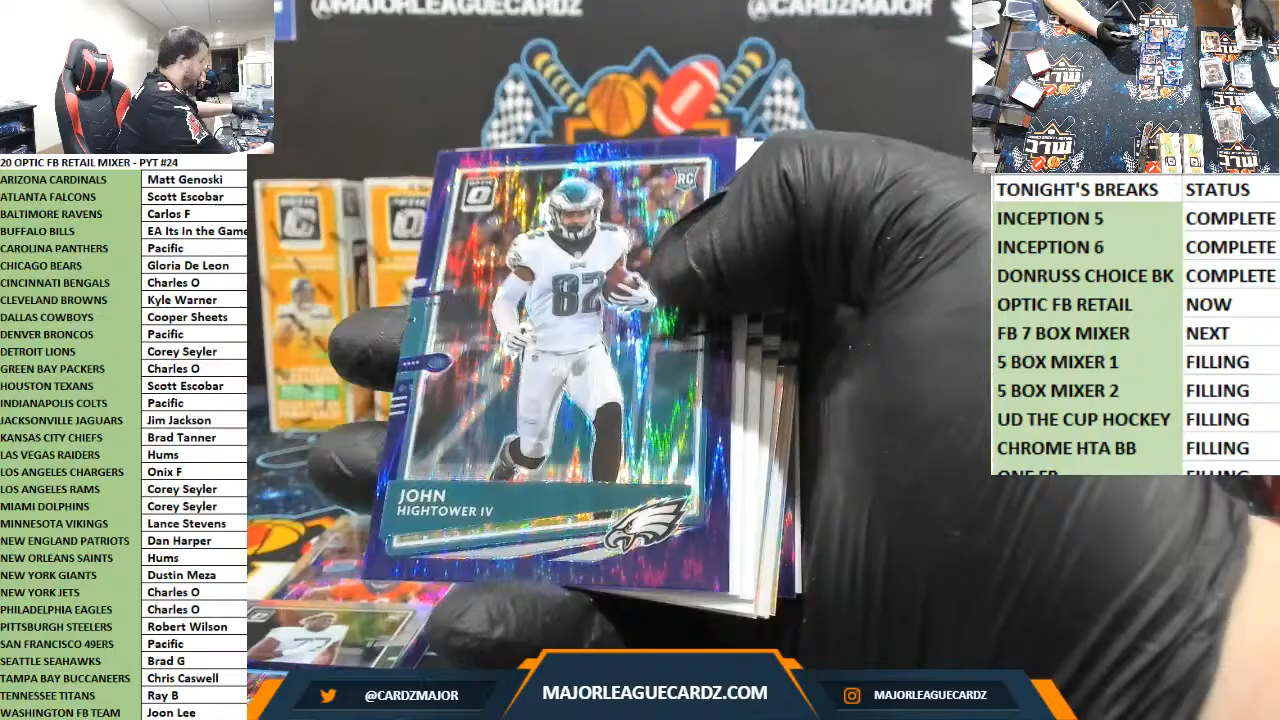 @MAJORLEAGUECARDZ
@CARDZMAJOR
20 OPTIC FB RETAIL MIXER - PYT #24
ARIZONA CARDINALS Matt Genoski
ATLANTA FALCONS Scott Escobar
BALTIMORE RAVENS Carlos F
BUFFALO BILLS EA Its In the Game
CAROLINA PANTHERS Pacific
CHICAGO BEARS Gloria De Leon
CINCINNATI BENGALS Charles O
CLEVELAND BROWNS Kyle Warner
DALLAS COWBOYS Cooper Sheets
DENVER BRONCOS Pacific
DETROIT LIONS Corey Seyler
GREEN BAY PACKERS Charles O
HOUSTON TEXANS Scott Escobar
INDIANAPOLIS COLTS Pacific
JACKSONVILLE JAGUARS Jim Jackson
KANSAS CITY CHIEFS Brad Tanner
LAS VEGAS RAIDERS Hums
LOS ANGELES CHARGERS Onix F
LOS ANGELES RAMS Corey Seyler
MIAMI DOLPHINS Corey Seyler
MINNESOTA VIKINGS Lance Stevens
NEW ENGLAND PATRIOTS Dan Harper
NEW ORLEANS SAINTS Hums
NEW YORK GIANTS Dustin Meza
NEW YORK JETS Charles O
PHILADELPHIA EAGLES Charles O
PITTSBURGH STEELERS Robert Wilson
SAN FRANCISCO 49ERS Pacific
SEATTLE SEAHAWKS Brad G
TAMPA BAY BUCCANEERS Chris Caswell
TENNESSEE TITANS Ray B
WASHINGTON FB TEAM Joon Lee
RC
82
JOHN
HIGHTOWER IV
77
TONIGHT'S BREAKS STATUS
INCEPTION 5 COMPLETE
INCEPTION 6 COMPLETE
DONRUSS CHOICE BK COMPLETE
OPTIC FB RETAIL NOW
FB 7 BOX MIXER NEXT
5 BOX MIXER 1 FILLING
5 BOX MIXER 2 FILLING
UD THE CUP HOCKEY FILLING
CHROME HTA BB FILLING
@CARDZMAJOR
MAJORLEAGUECARDZ.COM
MAJORLEAGUECARDZ